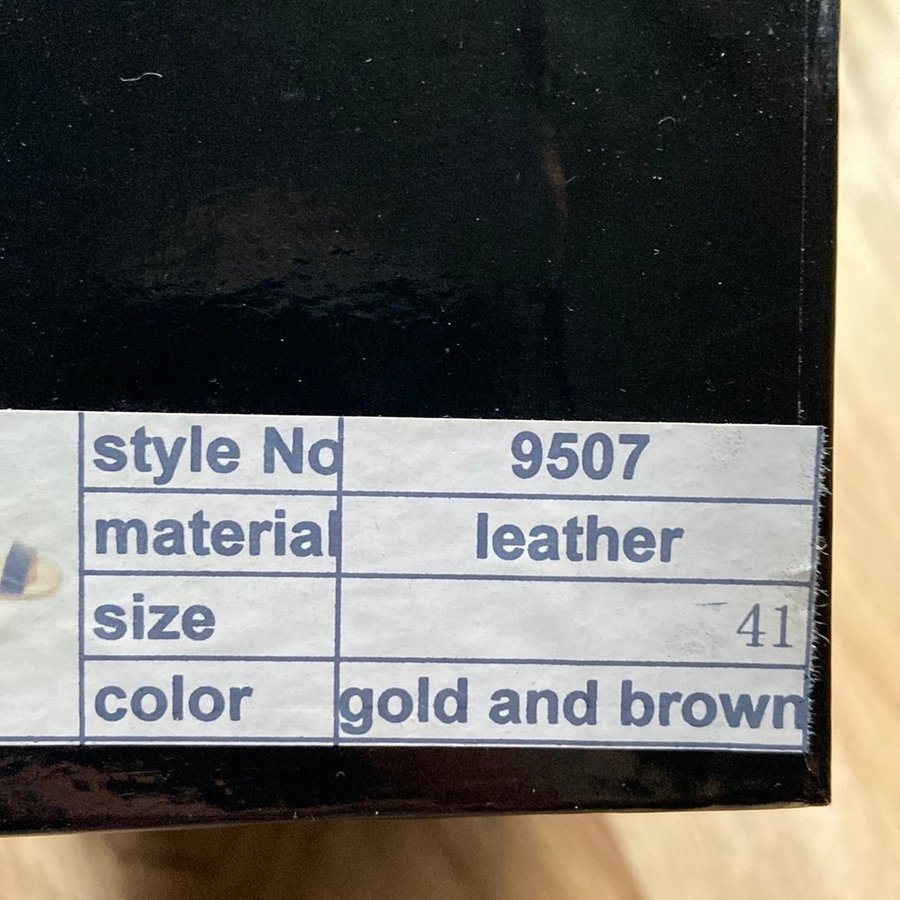 style No 9507
material leather
size 41
color gold and brown